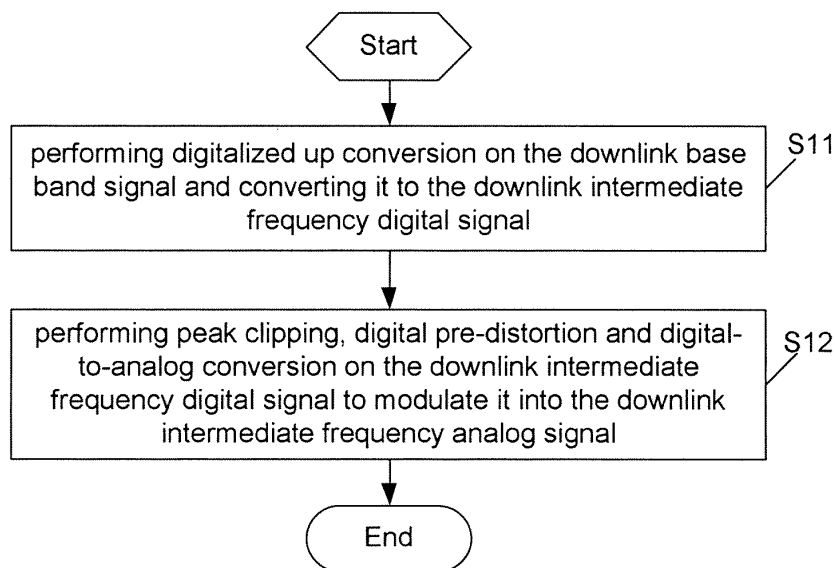 Start
performing digitalized up conversion on the downlink base
band signal and converting it to the downlink intermediate
frequency digital signal
S11
performing peak clipping, digital pre-distortion and digital-
to-analog conversion on the downlink intermediate
frequency digital signal to modulate it into the downlink
intermediate frequency analog signal
S12
End